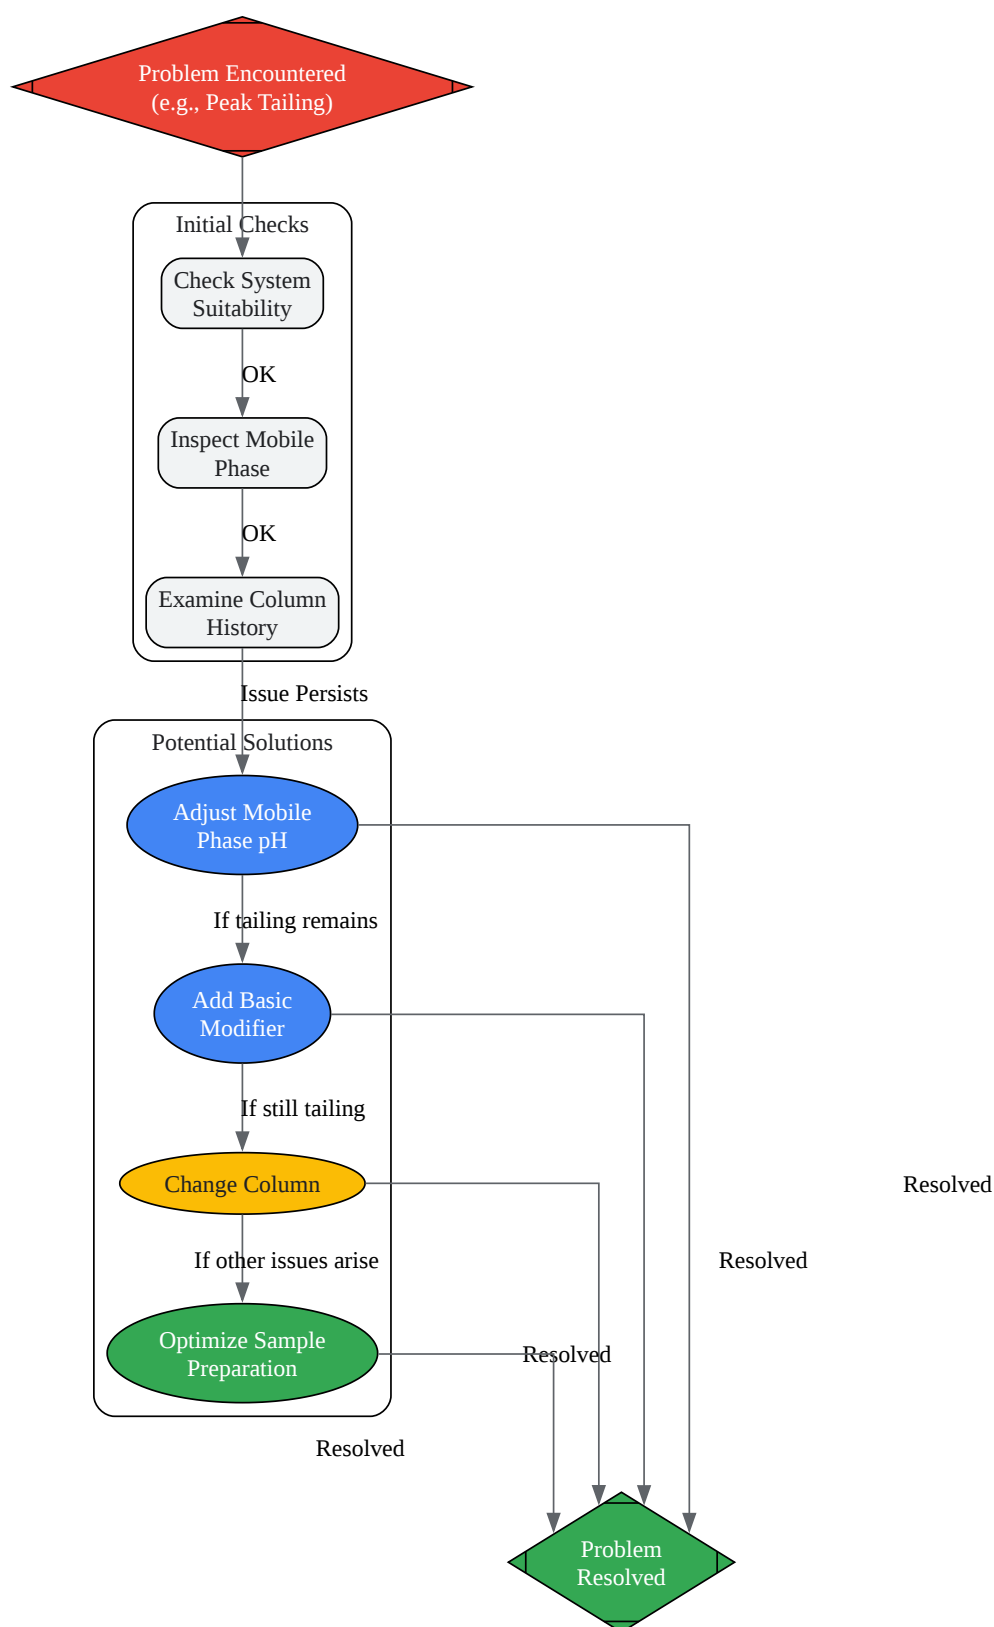 Problem Encountered
(e.g., Peak Tailing)
Initial Checks
Check System
Suitability
OK
Inspect Mobile
Phase
OK
Examine Column
History
Issue Persists
Potential Solutions
Adjust Mobile
Phase pH
If tailing remains
Add Basic
Modifier
If still tailing
Change Column
Resolved
If other issues arise
Resolved
Optimize Sample
Preparation
Resolved
Resolved
Problem
Resolved